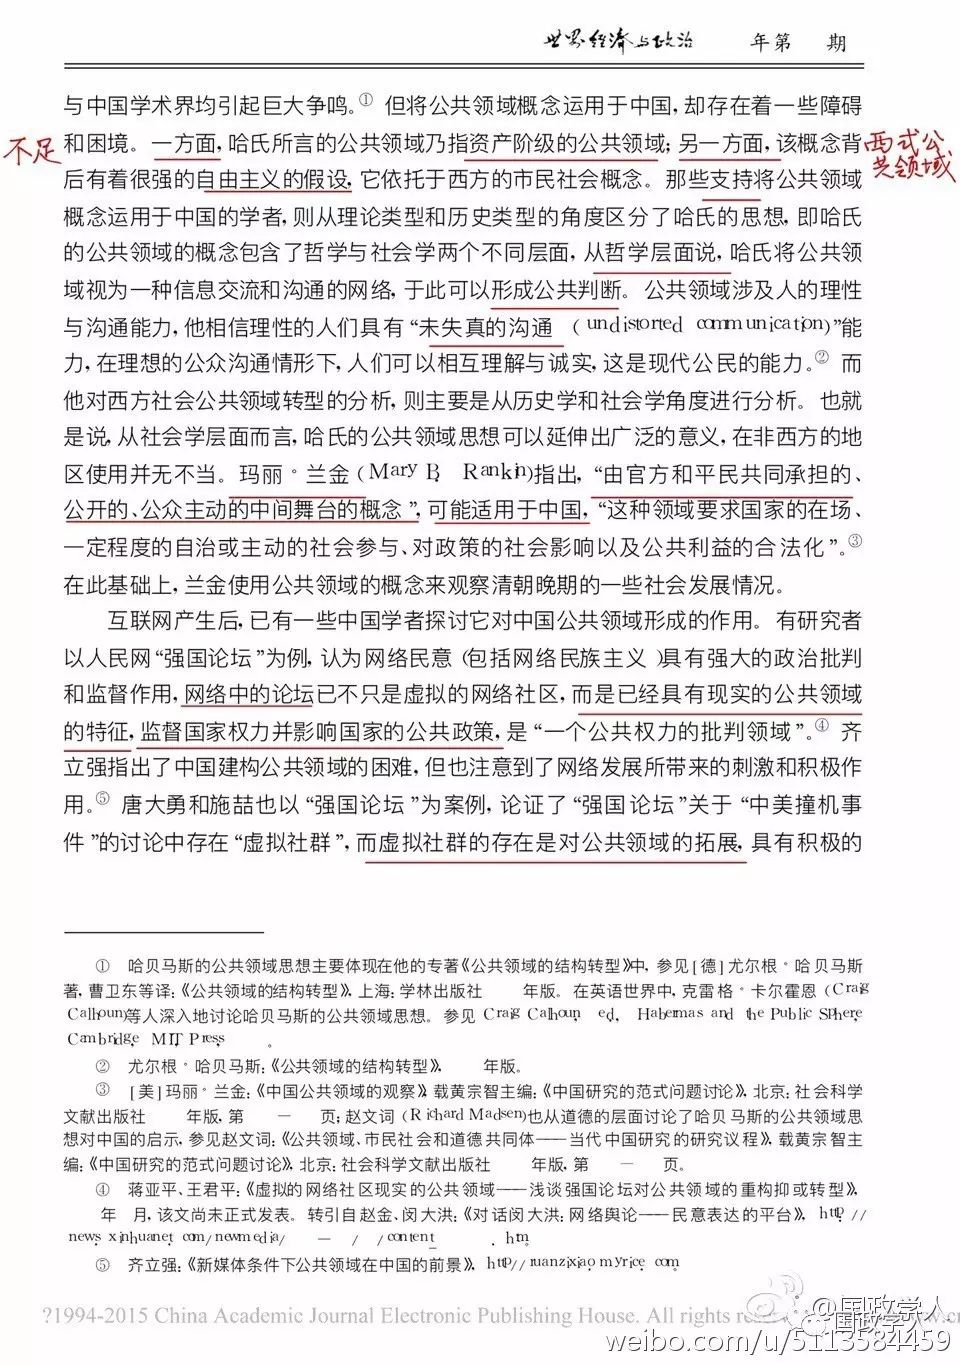 世界经济与政治 年第 期
与中国学术界均引起巨大争鸣。① 但将公共领域概念运用于中国，却存在着一些障碍
和困境。一方面，哈氏所言的公共领域乃指资产阶级的公共领域；另一方面，该概念背
不足
西式公共领域
后有着很强的自由主义的假设，它依托于西方的市民社会概念。那些支持将公共领域
概念运用于中国的学者，则从理论类型和历史类型的角度区分了哈氏的思想，即哈氏
的公共领域的概念包含了哲学与社会学两个不同层面，从哲学层面说，哈氏将公共领
域视为一种信息交流和沟通的网络，于此可以形成公共判断。公共领域涉及人的理性
与沟通能力，他相信理性的人们具有“未失真的沟通 (undistorted communication)”能
力，在理想的公众沟通情形下，人们可以相互理解与诚实，这是现代公民的能力。② 而
他对西方社会公共领域转型的分析，则主要是从历史学和社会学角度进行分析。也就
是说，从社会学层面而言，哈氏的公共领域思想可以延伸出广泛的意义，在非西方的地
区使用并无不当。玛丽°兰金 (Mary B. Rankin)指出，“由官方和平民共同承担的、
公开的、公众主动的中间舞台的概念”，可能适用于中国，“这种领域要求国家的在场、
一定程度的自治或主动的社会参与、对政策的社会影响以及公共利益的合法化”。③
在此基础上，兰金使用公共领域的概念来观察清朝晚期的一些社会发展情况。
互联网产生后，已有一些中国学者探讨它对中国公共领域形成的作用。有研究者
以人民网“强国论坛”为例，认为网络民意 (包括网络民族主义 )具有强大的政治批判
和监督作用，网络中的论坛已不只是虚拟的网络社区，而是已经具有现实的公共领域
的特征，监督国家权力并影响国家的公共政策，是“一个公共权力的批判领域”。④ 齐
立强指出了中国建构公共领域的困难，但也注意到了网络发展所带来的刺激和积极作
用。⑤ 唐大勇和施喆也以“强国论坛”为案例，论证了“强国论坛”关于“中美撞机事
件”的讨论中存在“虚拟社群”，而虚拟社群的存在是对公共领域的拓展，具有积极的
① 哈贝马斯的公共领域思想主要体现在他的专著《公共领域的结构转型》中，参见[德]尤尔根°哈贝马斯
著，曹卫东等译：《公共领域的结构转型》，上海：学林出版社 年版。在英语世界中，克雷格°卡尔霍恩 (Craig
Calhoun)等人深入地讨论哈贝马斯的公共领域思想。参见 Craig Calhoun, ed., Habermas and the Public Sphere,
Cambridge, MIT Press, 。
② 尤尔根°哈贝马斯：《公共领域的结构转型》， 年版。
③ [美]玛丽°兰金：《中国公共领域的观察》，载黄宗智主编：《中国研究的范式问题讨论》，北京：社会科学
文献出版社 年版，第 — 页；赵文词 (Richard Madsen)也从道德的层面讨论了哈贝马斯的公共领域思
想对中国的启示，参见赵文词：《公共领域、市民社会和道德共同体——当代中国研究的研究议程》，载黄宗智主
编：《中国研究的范式问题讨论》，北京：社会科学文献出版社 年版，第 — 页。
④ 蒋亚平、王君平：《虚拟的网络社区现实的公共领域——浅谈强国论坛对公共领域的重构抑或转型》，
年 月，该文尚未正式发表。转引自赵金、闵大洪：《对话闵大洪：网络舆论——民意表达的平台》，http://
news.xinhuanet.com/newmedia/ — / /content_ .htm。
⑤ 齐立强：《新媒体条件下公共领域在中国的前景》，http://ruanzixiao.myrice.com。
?1994-2015 China Academic Journal Electronic Publishing House. All rights
@国政学人
国政学人
weibo.com/u/5113584459